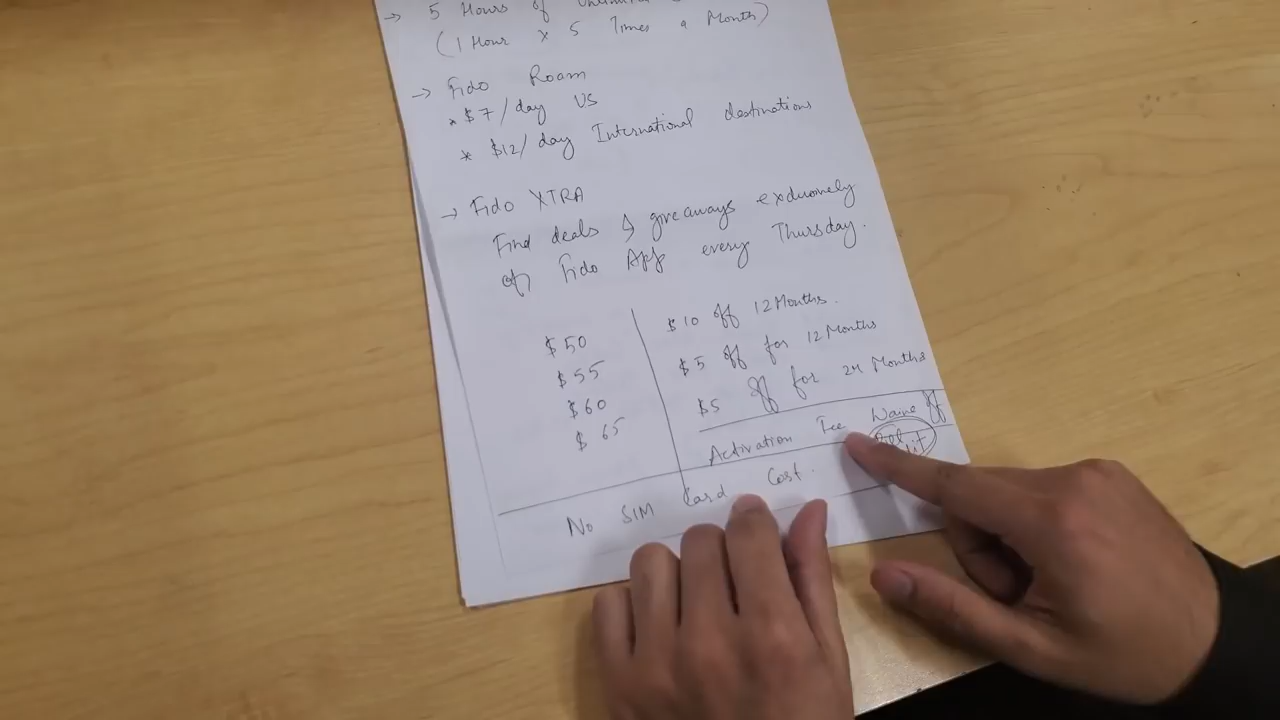 → 5 Hours of
(1 Hour x 5 Times a Month)
→ Fido Roam
* $7/day US
* $12/day International destinations
→ Fido XTRA
Find deals & giveaways exclusively
of Fido App every Thursday.
$50
$55
$60
$65
$10 off 12 Months.
$5 off for 12 Months
$5 off for 24 Months
Activation Fee Waive off
No SIM Card Cost.